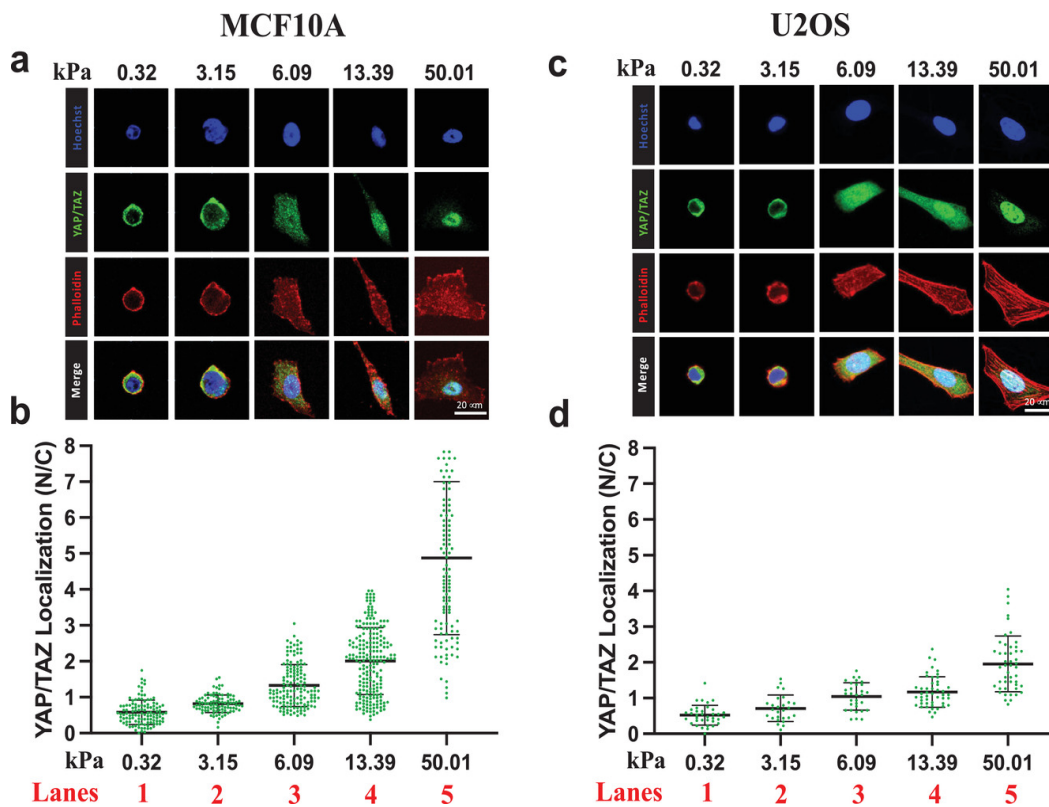 MCF10A
U2OS
a
kPa 0.32 3.15 6.09 13.39 50.01
Hoechst
YAP/TAZ
Phalloidin
Merge
20 µm
c
kPa 0.32 3.15 6.09 13.39 50.01
Hoechst
YAP/TAZ
Phalloidin
Merge
20 µm
b
YAP/TAZ Localization (N/C)
8
7
6
5
4
3
2
1
0
kPa 0.32 3.15 6.09 13.39 50.01
Lanes 1 2 3 4 5
d
YAP/TAZ Localization (N/C)
8
7
6
5
4
3
2
1
0
kPa 0.32 3.15 6.09 13.39 50.01
Lanes 1 2 3 4 5